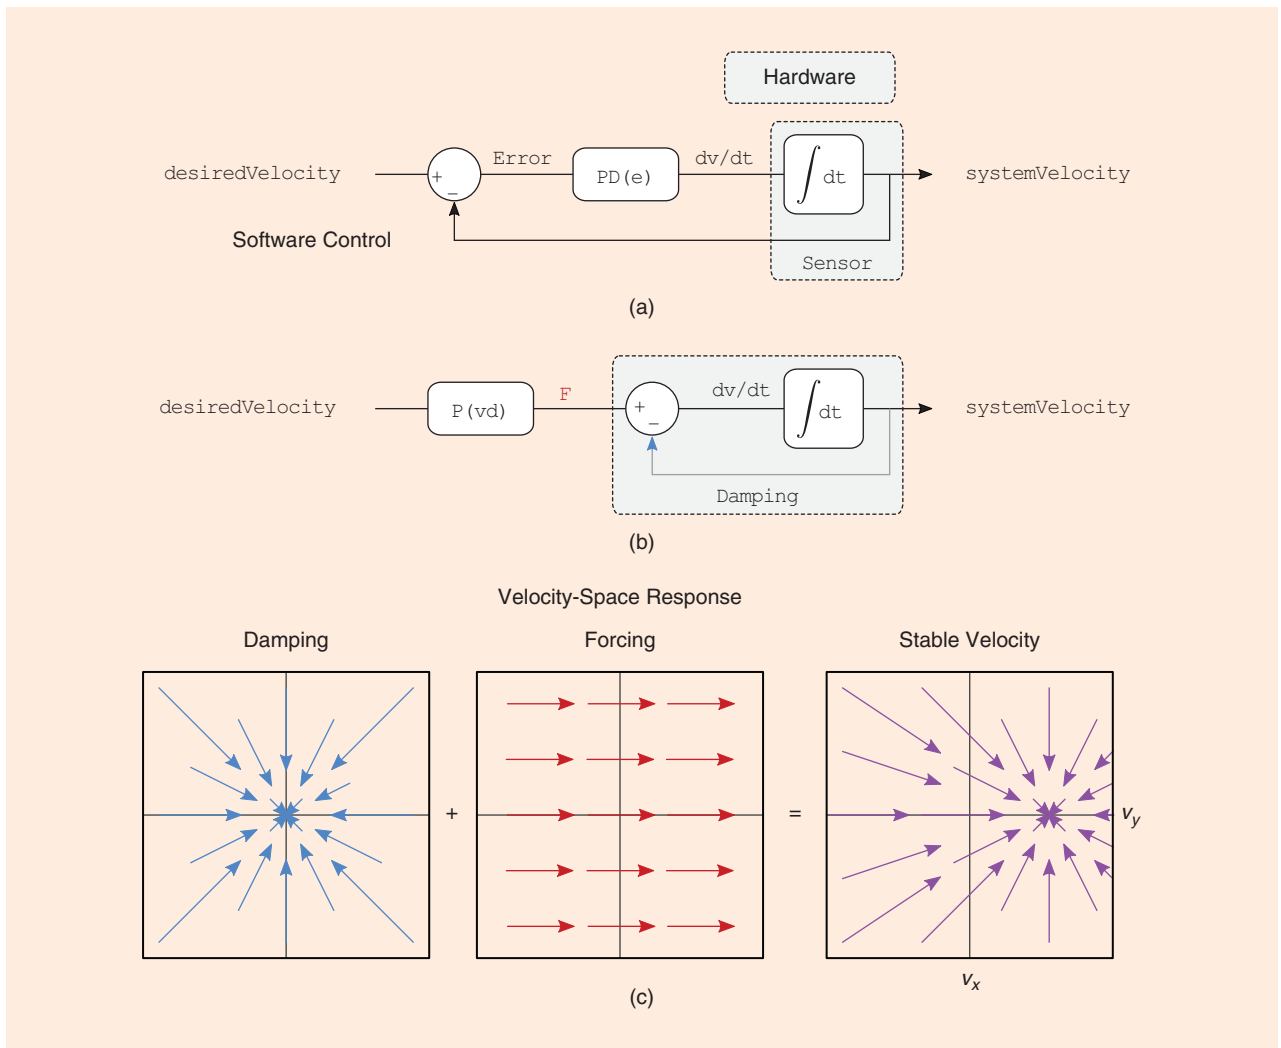 Hardware
desiredVelocity
+
−
Error
PD(e)
dv/dt
∫ dt
systemVelocity
Software Control
Sensor
(a)
desiredVelocity
P(vd)
F
+
−
dv/dt
∫ dt
systemVelocity
Damping
(b)
Velocity-Space Response
Damping
Forcing
Stable Velocity
+
=
vy
vx
(c)